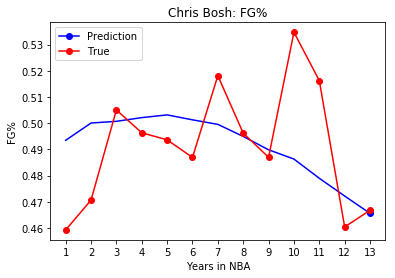 Chris Bosh: FG%
Prediction
True
FG%
0.53
0.52
0.51
0.50
0.49
0.48
0.47
0.46
1 2 3 4 5 6 7 8 9 10 11 12 13
Years in NBA